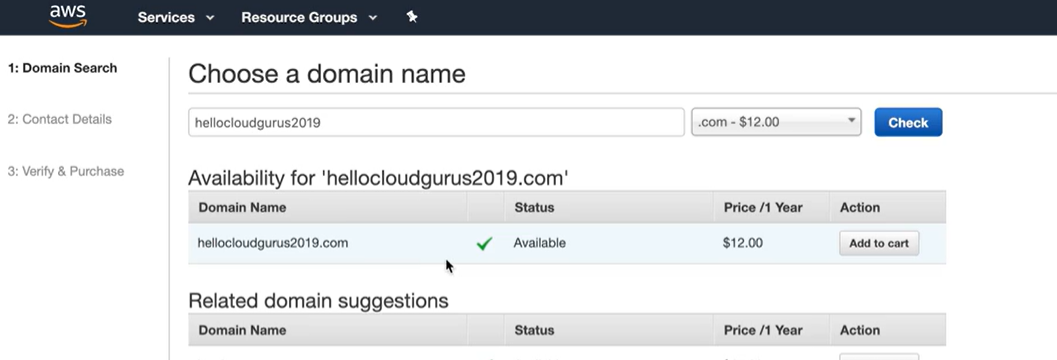 aws Services Resource Groups
1: Domain Search
2: Contact Details
3: Verify & Purchase
Choose a domain name
hellocloudgurus2019 .com - $12.00 Check
Availability for 'hellocloudgurus2019.com'
Domain Name Status Price /1 Year Action
hellocloudgurus2019.com Available $12.00 Add to cart
Related domain suggestions
Domain Name Status Price /1 Year Action